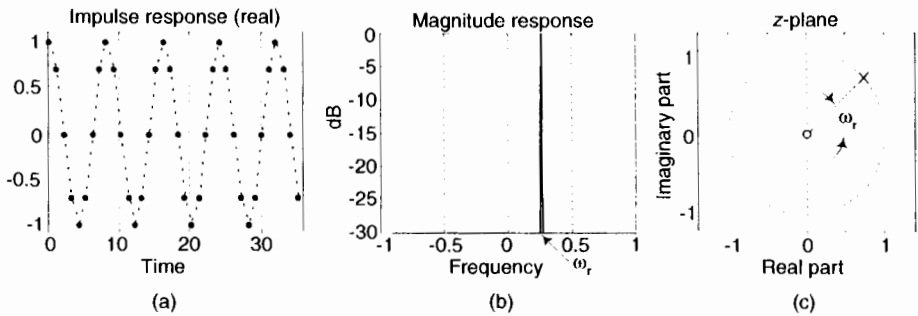 Impulse response (real)
1
0.5
0
-0.5
-1
0
10
20
30
Time
(a)
Magnitude response
dB
0
-5
-10
-15
-20
-25
-30
-1
-0.5
0
0.5
1
Frequency
ωr
(b)
z-plane
Imaginary part
1
0
-1
ωr
-1
0
1
Real part
(c)